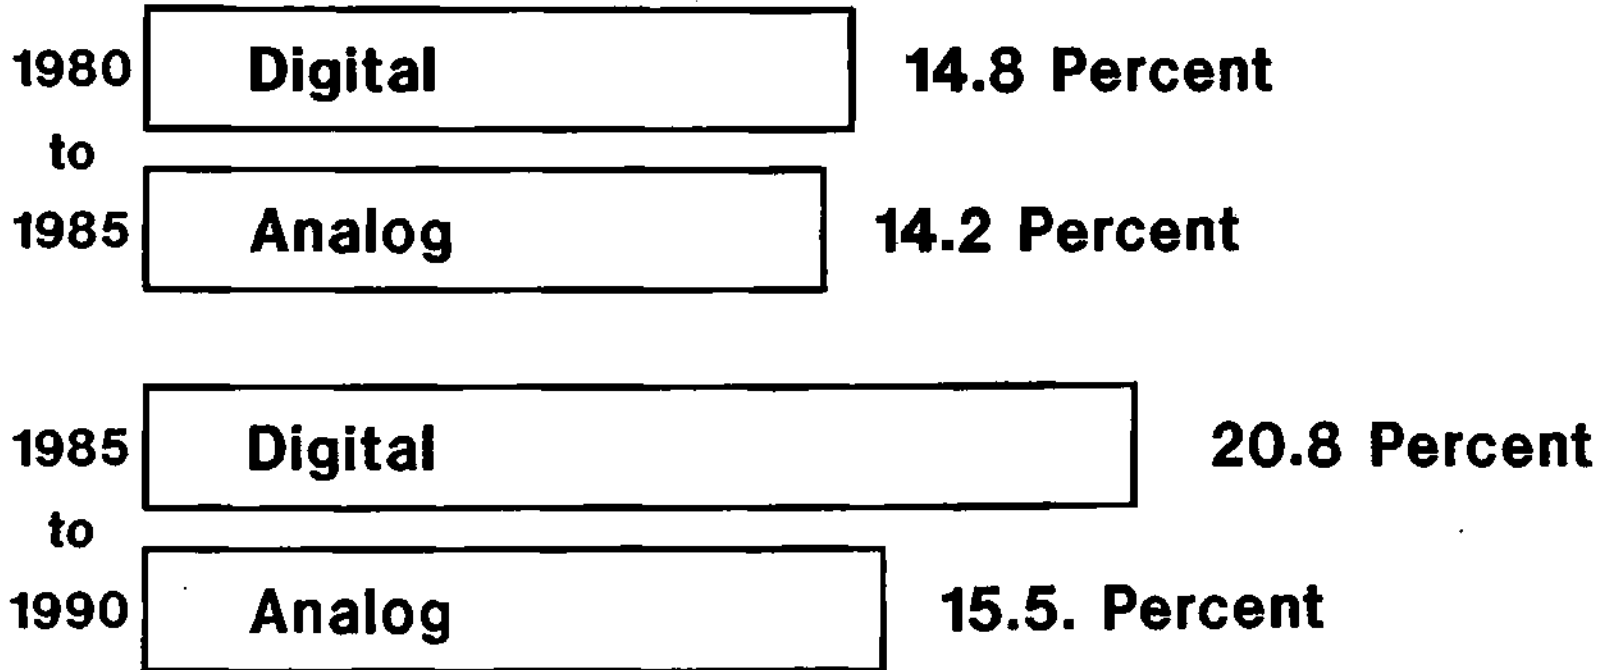 1980 Digital 14.8 Percent
to
1985 Analog 14.2 Percent
1985 Digital 20.8 Percent
to
1990 Analog 15.5. Percent